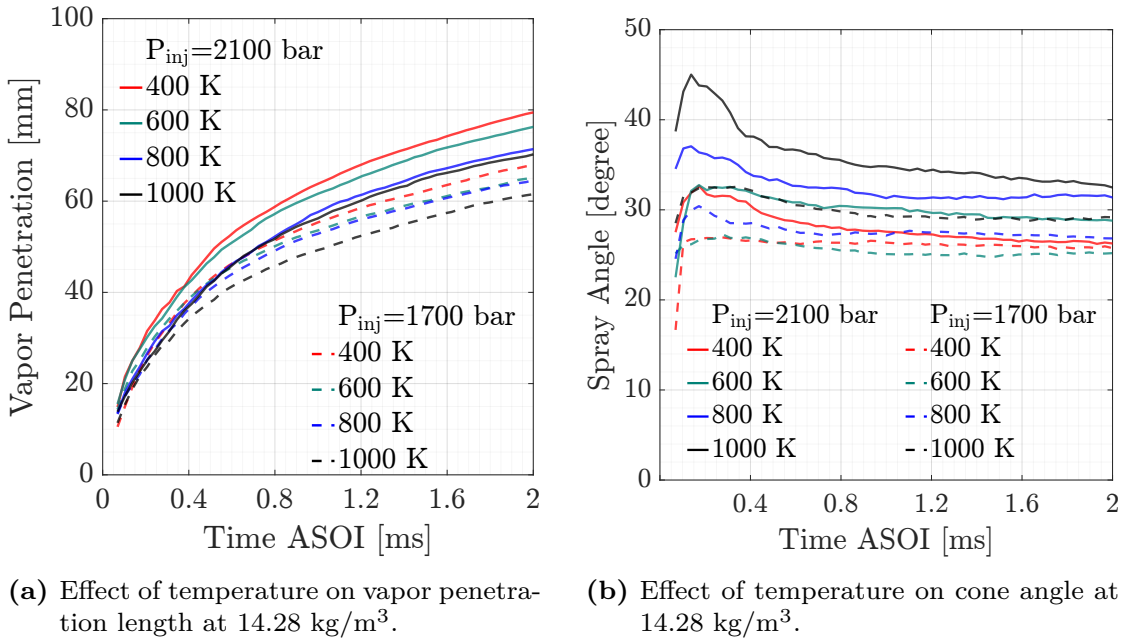 100
80
60
40
20
0
Vapor Penetration [mm]
P_inj=2100 bar
400 K
600 K
800 K
1000 K
P_inj=1700 bar
400 K
600 K
800 K
1000 K
0 0.4 0.8 1.2 1.6 2
Time ASOI [ms]
(a) Effect of temperature on vapor penetra-
tion length at 14.28 kg/m³.
50
40
30
20
10
0
Spray Angle [degree]
P_inj=2100 bar
400 K
600 K
800 K
1000 K
P_inj=1700 bar
400 K
600 K
800 K
1000 K
0.4 0.8 1.2 1.6 2
Time ASOI [ms]
(b) Effect of temperature on cone angle at
14.28 kg/m³.